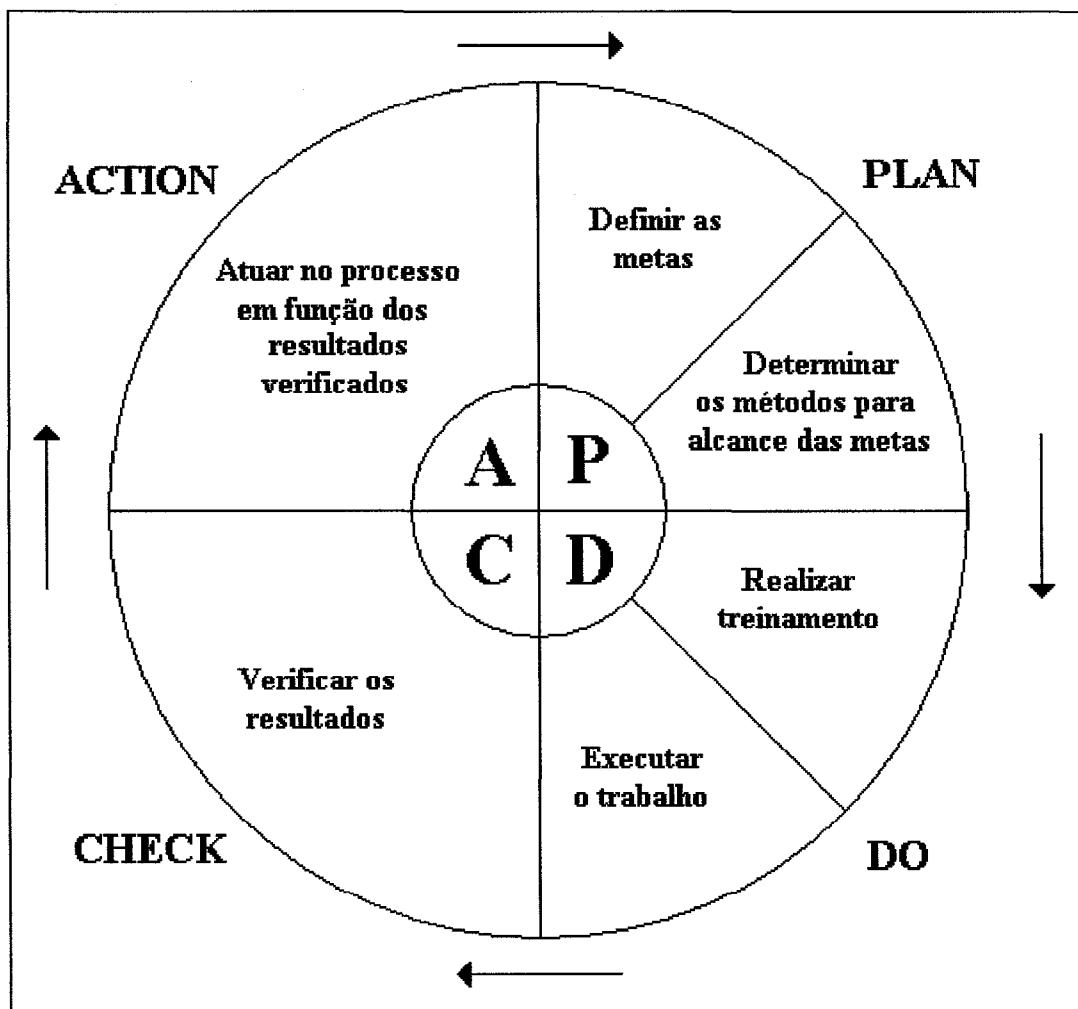 ACTION
PLAN
Definir as
metas
Atuar no processo
em função dos
resultados
verificados
Determinar
os métodos para
alcance das metas
A P
C D
Realizar
treinamento
Verificar os
resultados
Executar
o trabalho
CHECK
DO